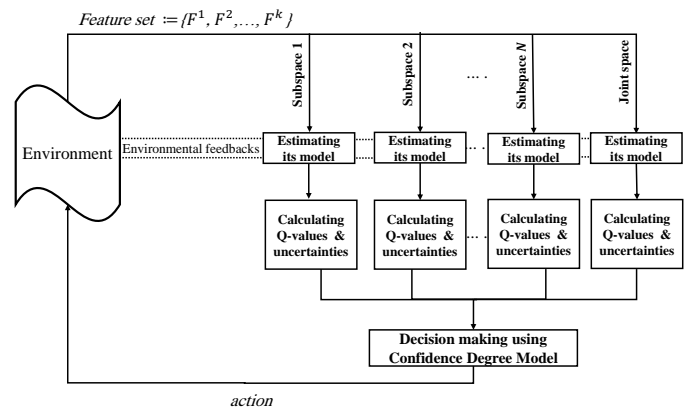 Feature set := {F¹, F²,…, Fᵏ}
Subspace 1
Subspace 2
....
Subspace N
Joint space
Environment
Environmental feedbacks
Estimating
its model
Estimating
its model
....
Estimating
its model
Estimating
its model
Calculating
Q-values &
uncertainties
Calculating
Q-values &
uncertainties
....
Calculating
Q-values &
uncertainties
Calculating
Q-values &
uncertainties
Decision making using
Confidence Degree Model
action